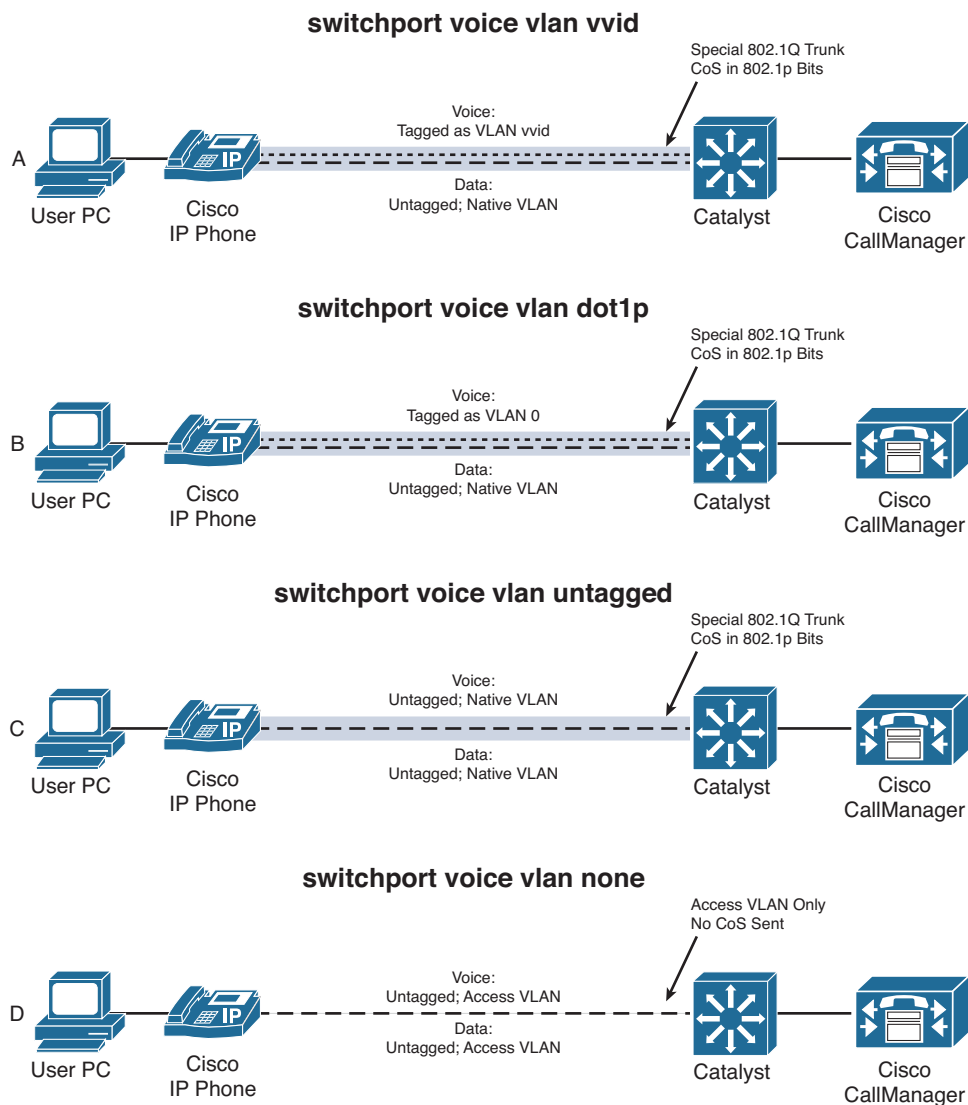 switchport voice vlan vvid
Special 802.1Q Trunk
CoS in 802.1p Bits
Voice:
Tagged as VLAN vvid
A
IP
Data:
Untagged; Native VLAN
User PC
Cisco
IP Phone
Catalyst
Cisco
CallManager
switchport voice vlan dot1p
Special 802.1Q Trunk
CoS in 802.1p Bits
Voice:
Tagged as VLAN 0
B
IP
Data:
Untagged; Native VLAN
User PC
Cisco
IP Phone
Catalyst
Cisco
CallManager
switchport voice vlan untagged
Special 802.1Q Trunk
CoS in 802.1p Bits
Voice:
Untagged; Native VLAN
C
IP
Data:
Untagged; Native VLAN
User PC
Cisco
IP Phone
Catalyst
Cisco
CallManager
switchport voice vlan none
Access VLAN Only
No CoS Sent
Voice:
Untagged; Access VLAN
D
IP
Data:
Untagged; Access VLAN
User PC
Cisco
IP Phone
Catalyst
Cisco
CallManager